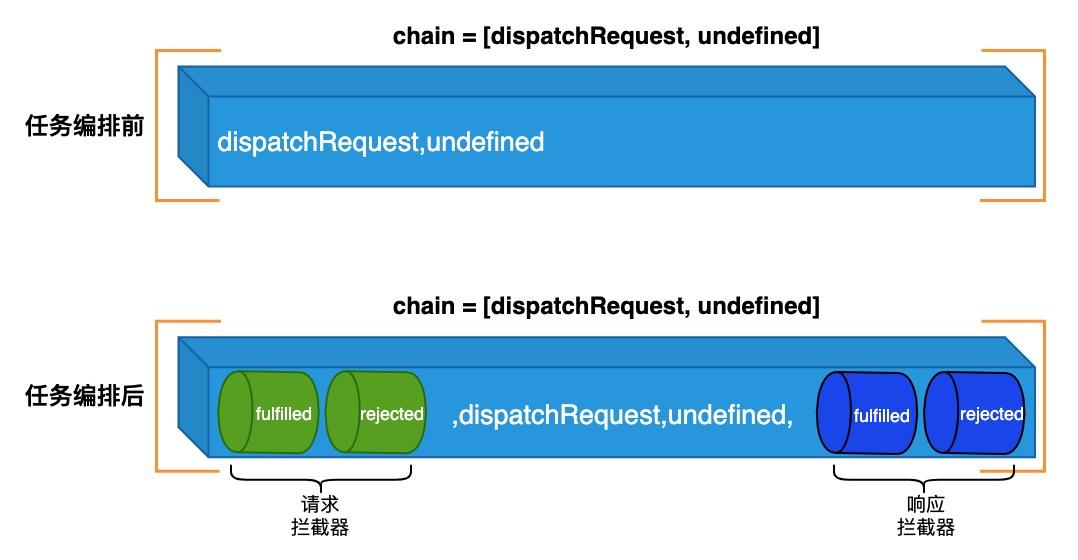 chain = [dispatchRequest, undefined]
任务编排前
dispatchRequest,undefined
chain = [dispatchRequest, undefined]
任务编排后
fulfilled rejected ,dispatchRequest,undefined, fulfilled rejected
请求
拦截器
响应
拦截器